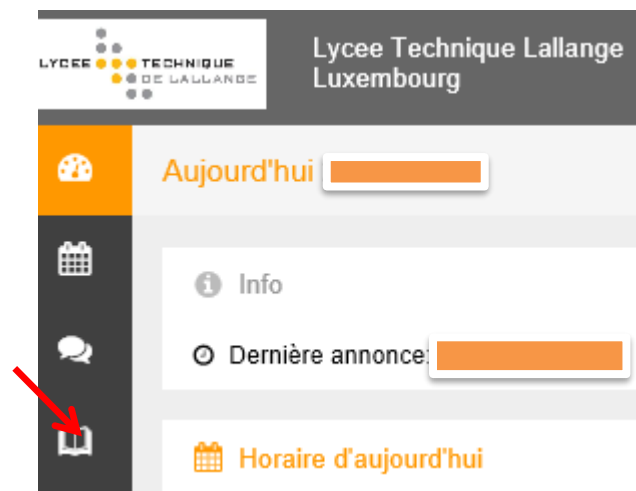 LYCEE TECHNIQUE
DE LALLANGE
Lycee Technique Lallange
Luxembourg
Aujourd'hui
Info
Dernière annonce:
Horaire d'aujourd'hui